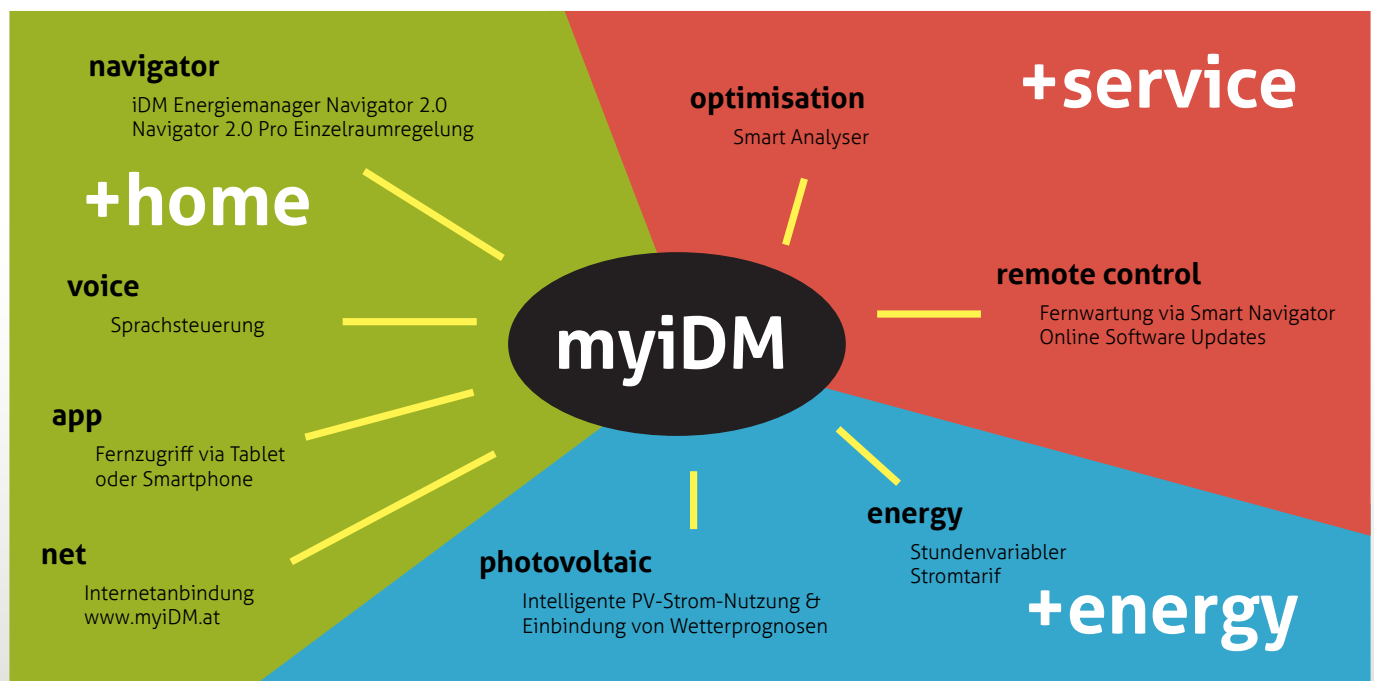 navigator
iDM Energiemanager Navigator 2.0
Navigator 2.0 Pro Einzelraumregelung
+home
voice
Sprachsteuerung
app
Fernzugriff via Tablet
oder Smartphone
net
Internetanbindung
www.myiDM.at
myiDM
+service
optimisation
Smart Analyser
remote control
Fernwartung via Smart Navigator
Online Software Updates
photovoltaic
Intelligente PV-Strom-Nutzung &
Einbindung von Wetterprognosen
energy
Stundenvariabler
Stromtarif
+energy